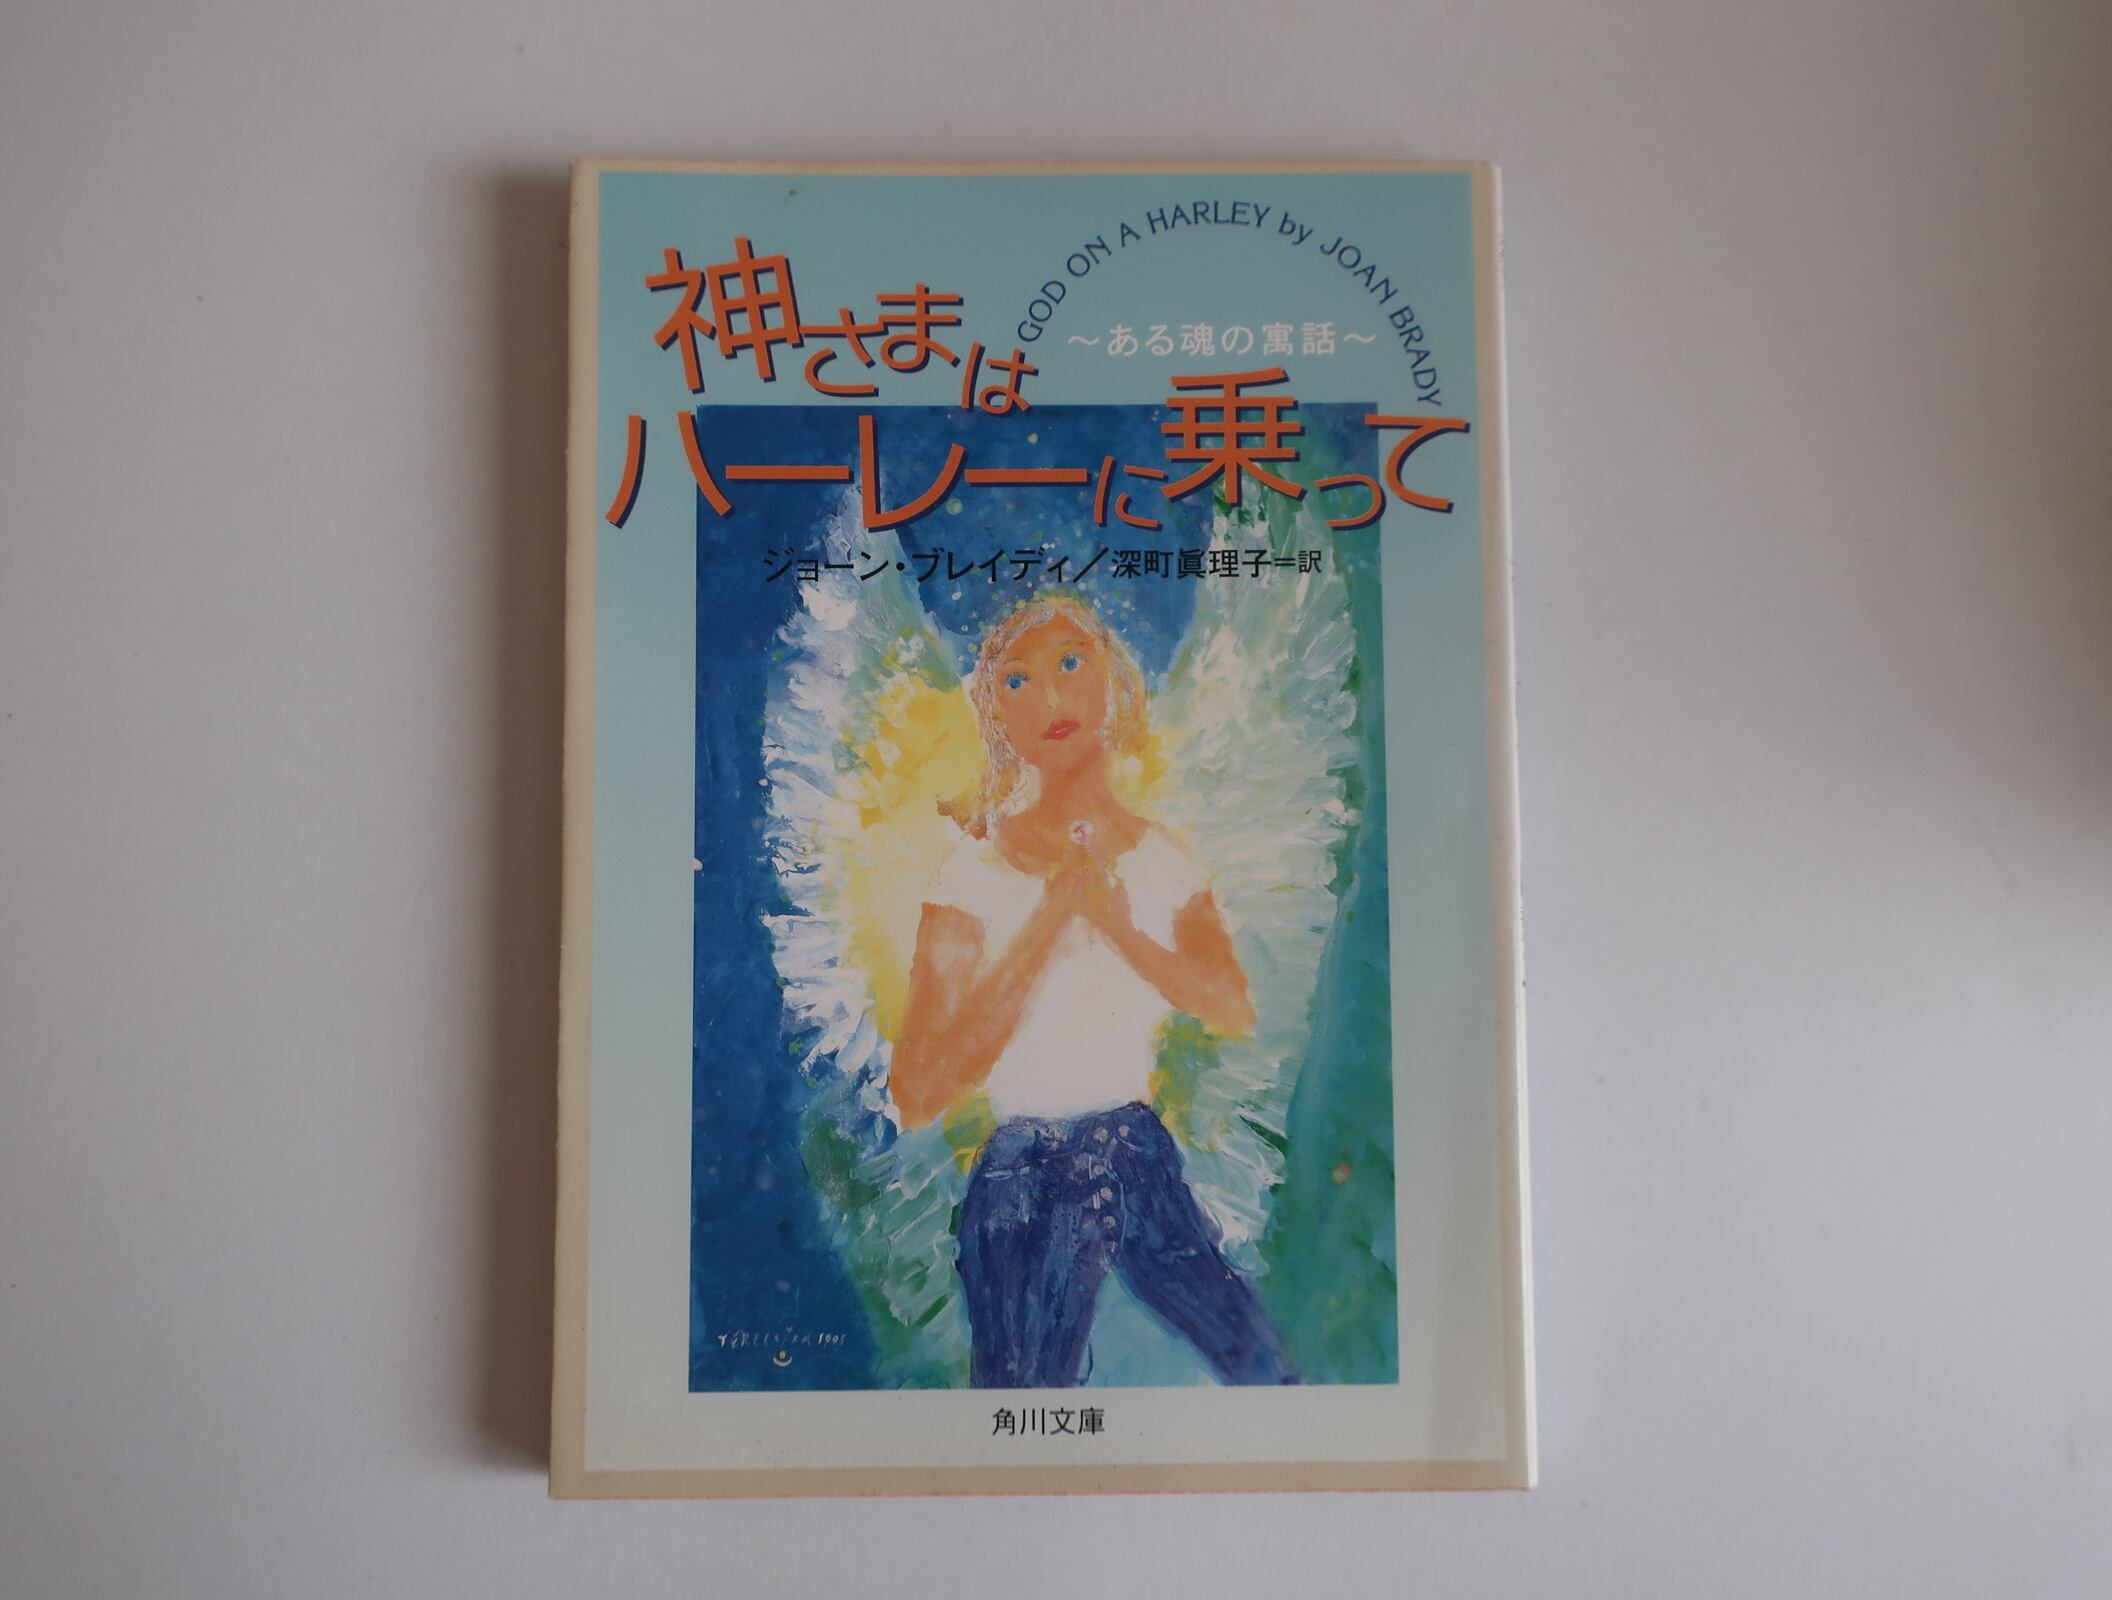 GOD ON A HARLEY by JOAN BRADY
神さまは
～ある魂の寓話～
ハーレーに乗って
ジョーン・ブレイディ／深町眞理子＝訳
角川文庫